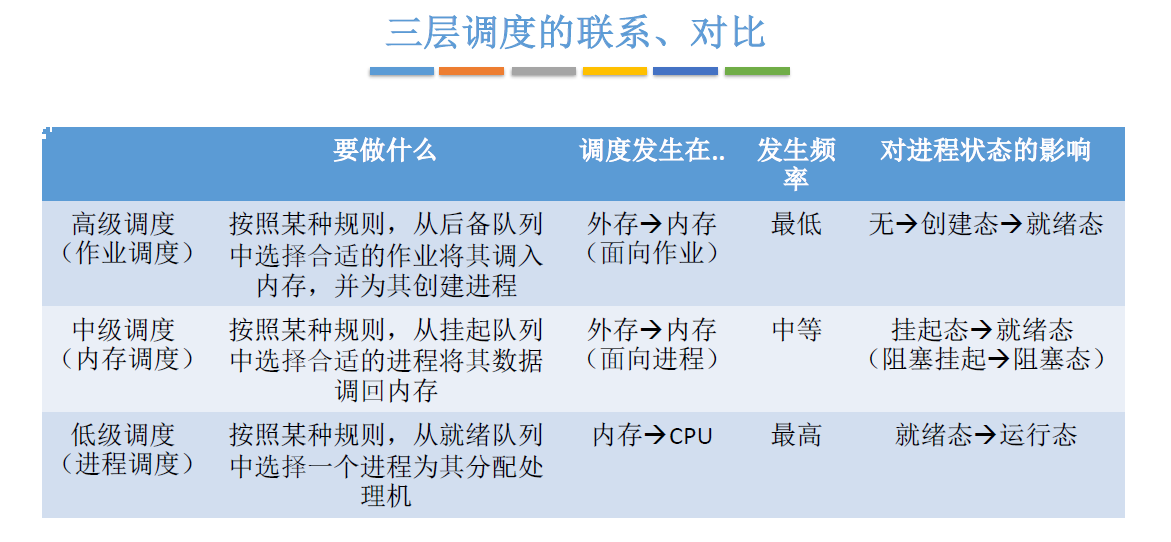 三层调度的联系、对比
要做什么
调度发生在..
发生频
率
对进程状态的影响
高级调度
（作业调度）
按照某种规则，从后备队列
中选择合适的作业将其调入
内存，并为其创建进程
外存→内存
（面向作业）
最低
无→创建态→就绪态
中级调度
（内存调度）
按照某种规则，从挂起队列
中选择合适的进程将其数据
调回内存
外存→内存
（面向进程）
中等
挂起态→就绪态
（阻塞挂起→阻塞态）
低级调度
（进程调度）
按照某种规则，从就绪队列
中选择一个进程为其分配处
理机
内存→CPU
最高
就绪态→运行态